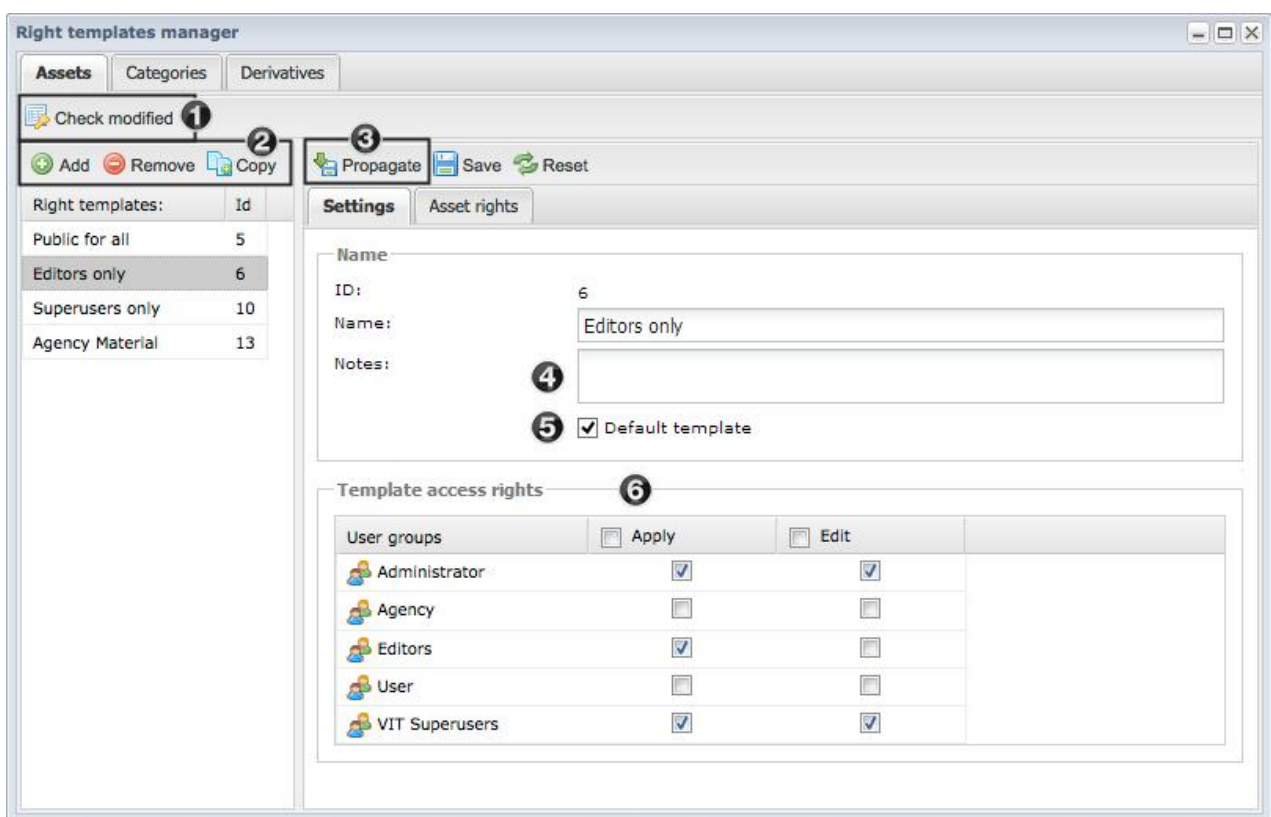 Right templates manager
Assets Categories Derivatives
Check modified 1
2 3
Add Remove Copy Propagate Save Reset
Right templates: Id Settings Asset rights
Public for all 5
Editors only 6
Superusers only 10
Agency Material 13
Name
ID: 6
Name: Editors only
Notes:
4
5 Default template
Template access rights 6
User groups Apply Edit
Administrator
Agency
Editors
User
VIT Superusers